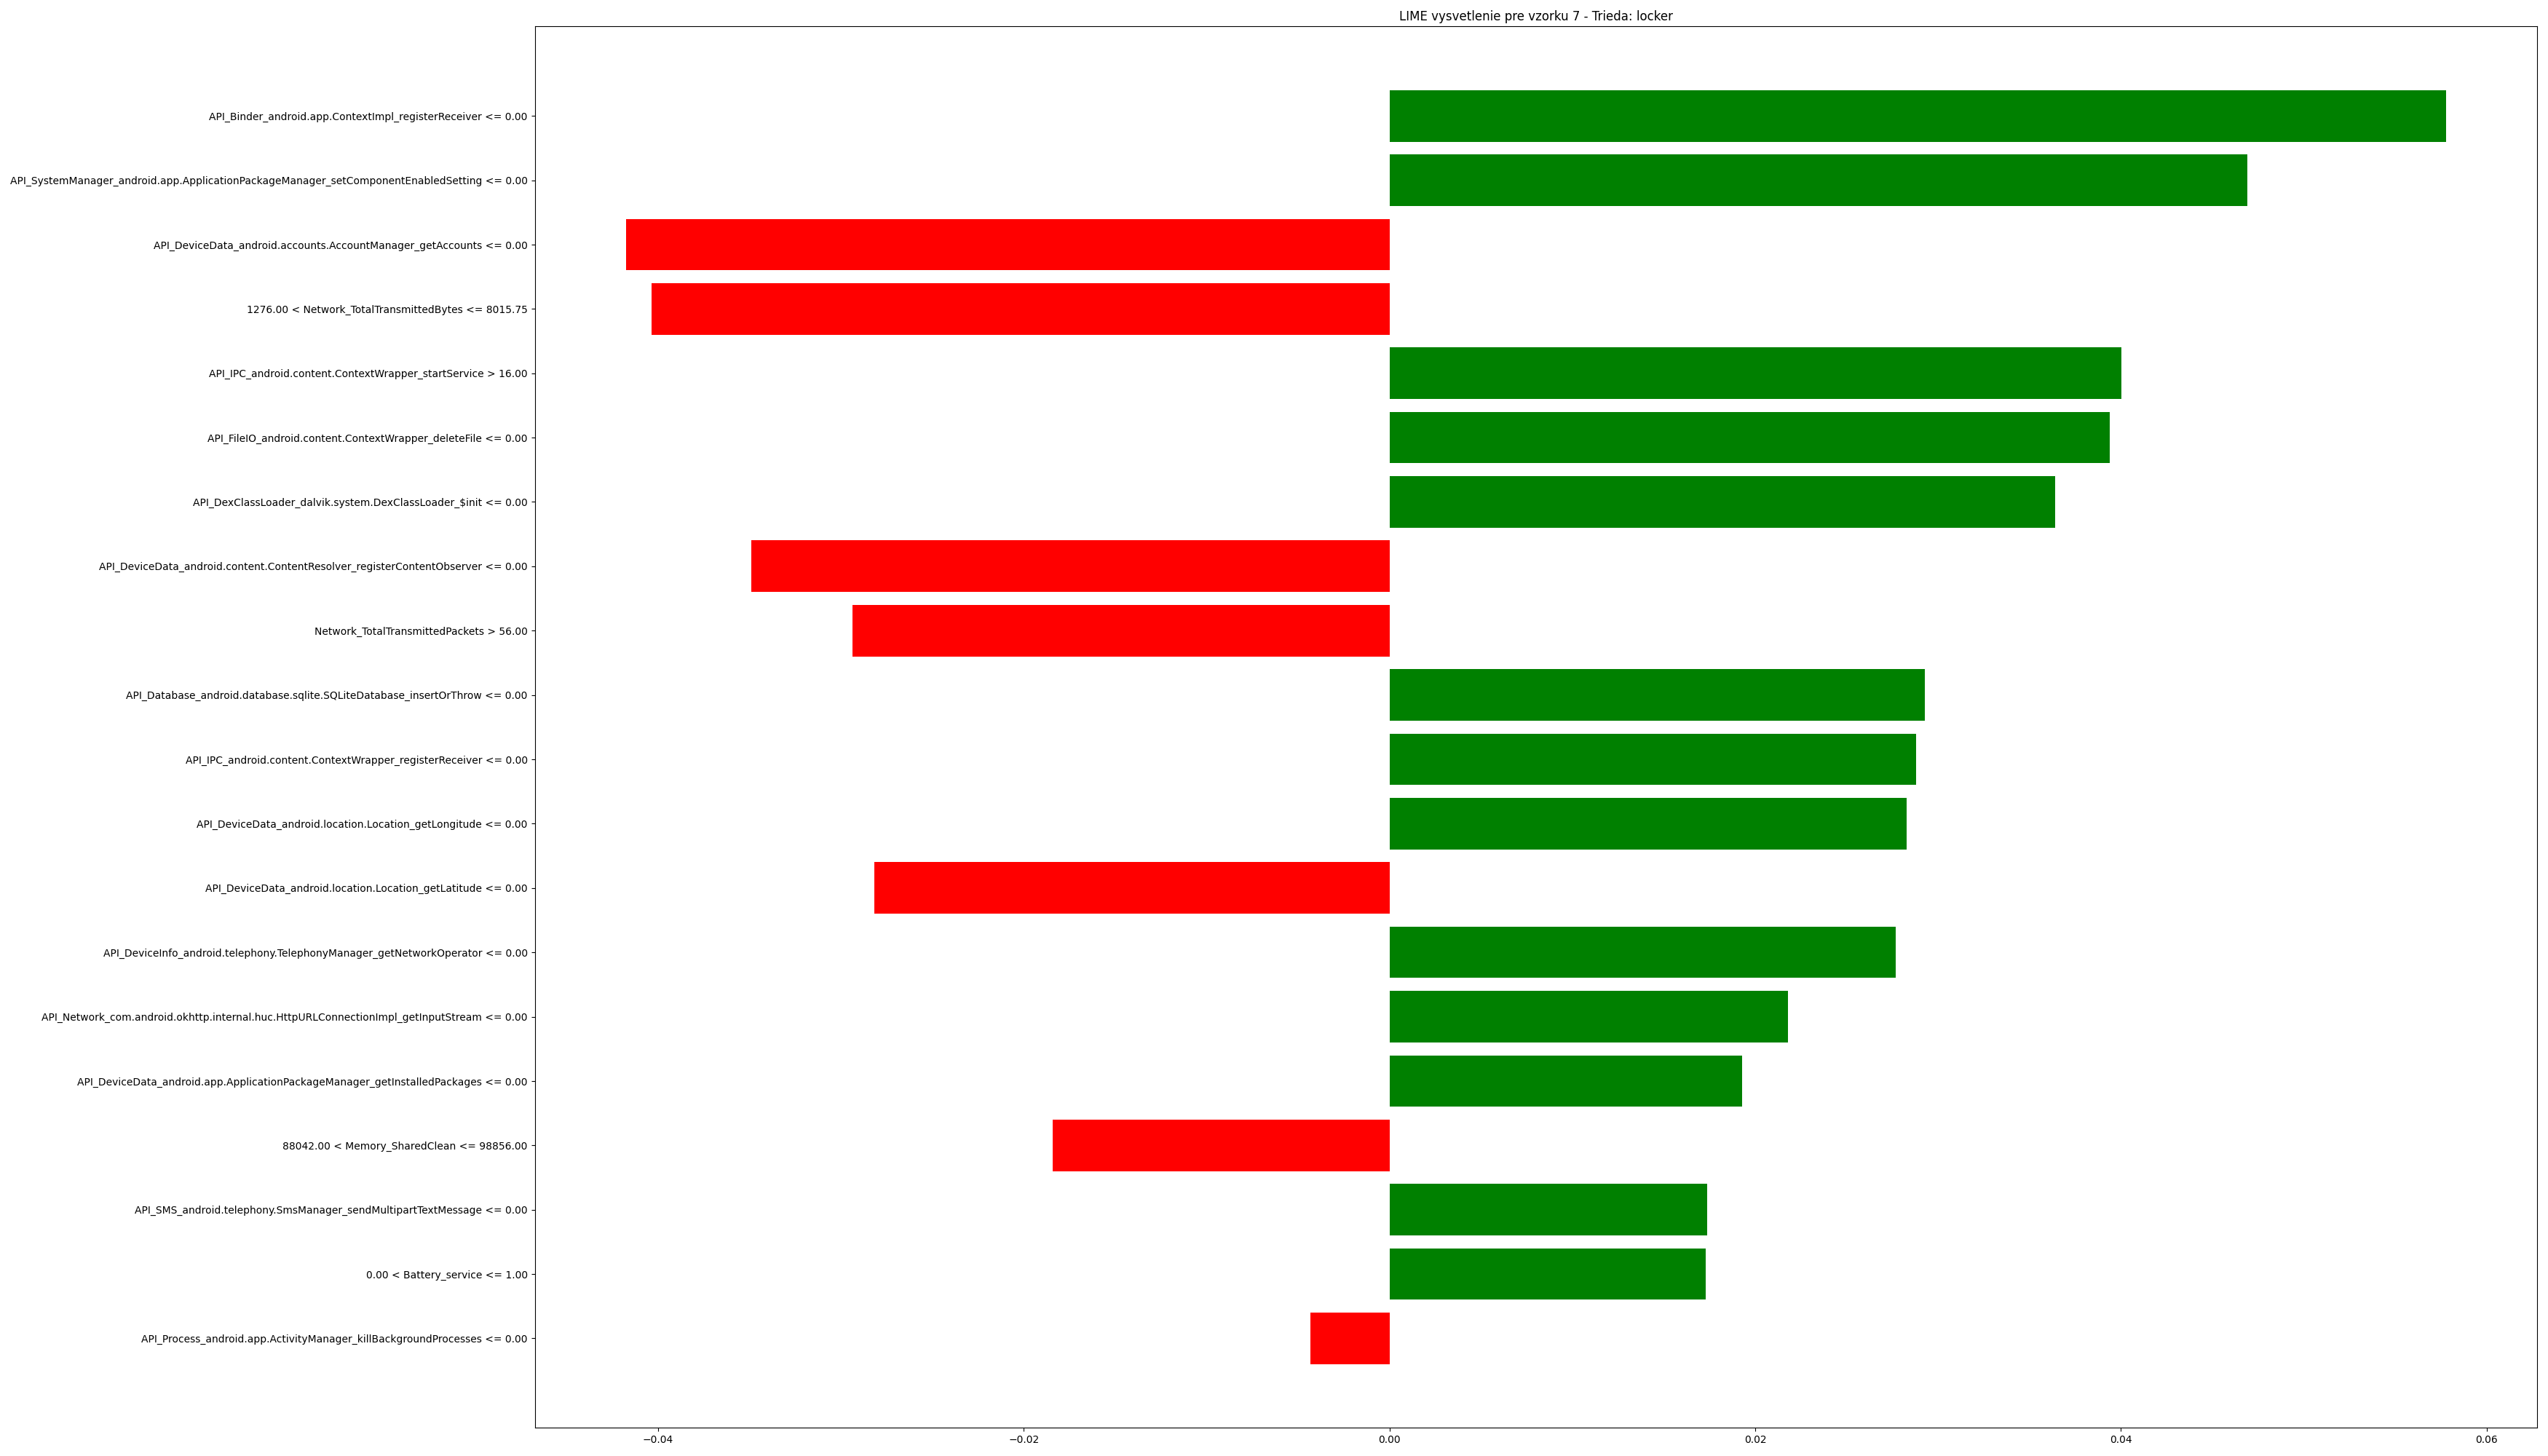 LIME vysvetlenie pre vzorku 7 - Trieda: locker
API_Binder_android.app.ContextImpl_registerReceiver <= 0.00
API_SystemManager_android.app.ApplicationPackageManager_setComponentEnabledSetting <= 0.00
API_DeviceData_android.accounts.AccountManager_getAccounts <= 0.00
1276.00 < Network_TotalTransmittedBytes <= 8015.75
API_IPC_android.content.ContextWrapper_startService > 16.00
API_FileIO_android.content.ContextWrapper_deleteFile <= 0.00
API_DexClassLoader_dalvik.system.DexClassLoader_$init <= 0.00
API_DeviceData_android.content.ContentResolver_registerContentObserver <= 0.00
Network_TotalTransmittedPackets > 56.00
API_Database_android.database.sqlite.SQLiteDatabase_insertOrThrow <= 0.00
API_IPC_android.content.ContextWrapper_registerReceiver <= 0.00
API_DeviceData_android.location.Location_getLongitude <= 0.00
API_DeviceData_android.location.Location_getLatitude <= 0.00
API_DeviceInfo_android.telephony.TelephonyManager_getNetworkOperator <= 0.00
API_Network_com.android.okhttp.internal.huc.HttpURLConnectionImpl_getInputStream <= 0.00
API_DeviceData_android.app.ApplicationPackageManager_getInstalledPackages <= 0.00
88042.00 < Memory_SharedClean <= 98856.00
API_SMS_android.telephony.SmsManager_sendMultipartTextMessage <= 0.00
0.00 < Battery_service <= 1.00
API_Process_android.app.ActivityManager_killBackgroundProcesses <= 0.00
−0.04 −0.02 0.00 0.02 0.04 0.06